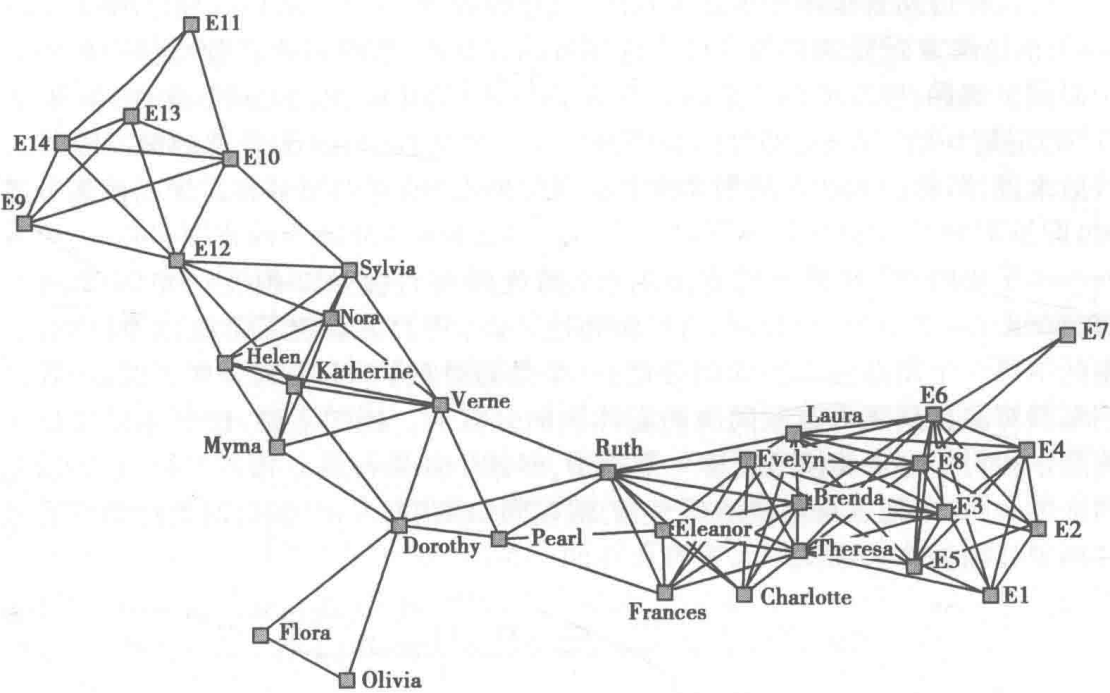 E11
E13
E14
E10
E9
E12
Sylvia
Nora
E7
Helen
Katherine
Verne
E6
Laura
Myma
Ruth
Evelyn
E8
E4
Brenda
E3
Dorothy
Pearl
Eleanor
Theresa
E5
E2
Frances
Charlotte
E1
Flora
Olivia